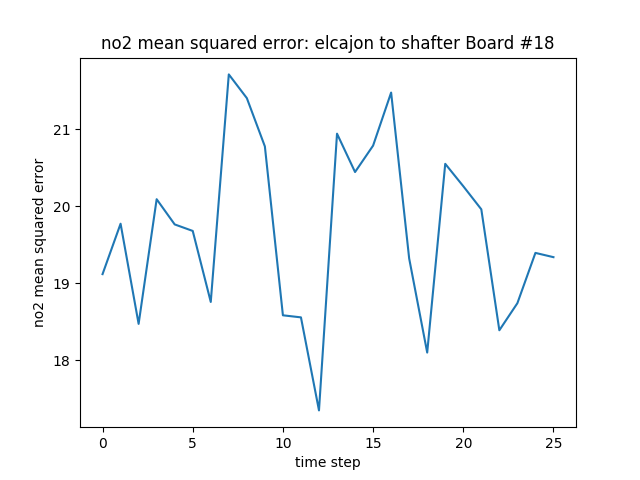 no2 mean squared error: elcajon to shafter Board #18
no2 mean squared error
21
20
19
18
0 5 10 15 20 25
time step